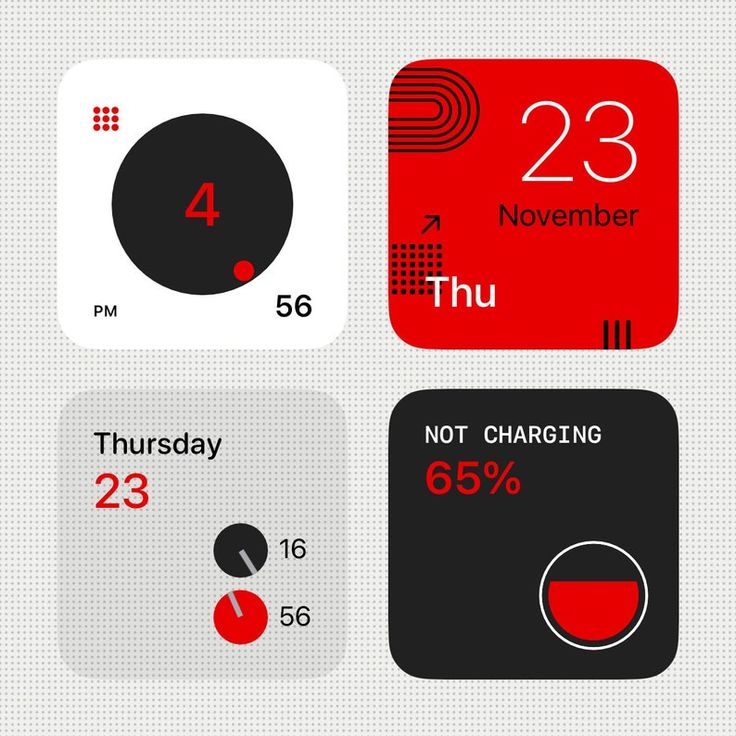 4
PM
56
23
November
Thu
Thursday
23
16
56
NOT CHARGING
65%